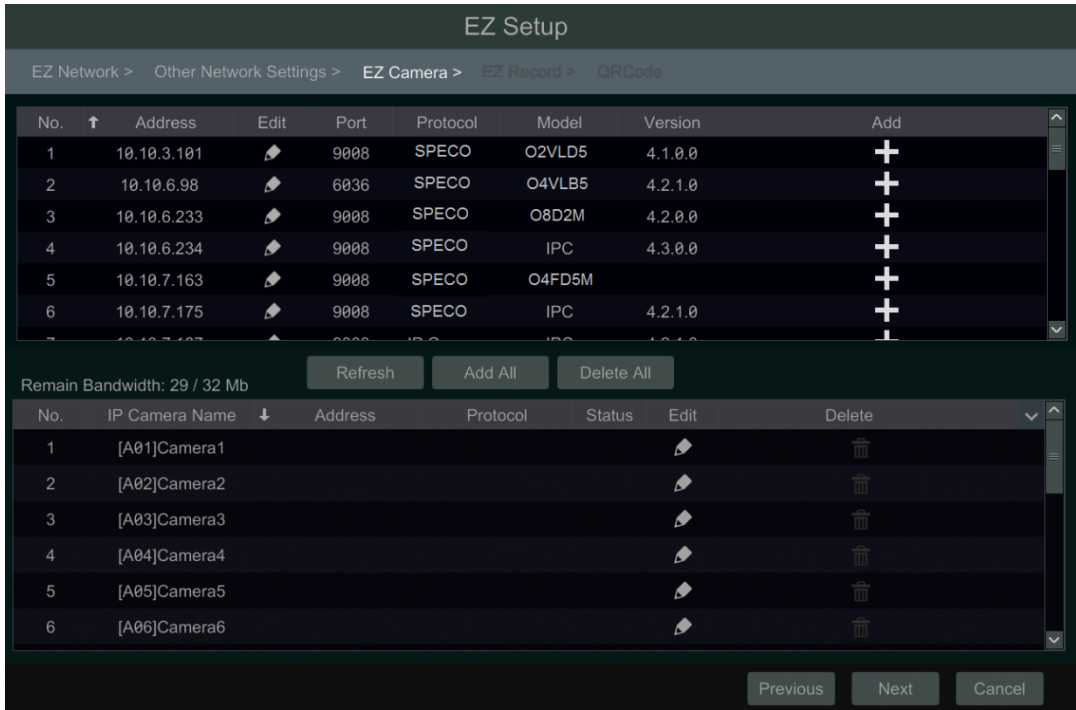 EZ Setup
EZ Network > Other Network Settings > EZ Camera > EZ Record > QRCode
No. Address Edit Port Protocol Model Version Add
1 10.10.3.101 9008 SPECO O2VLD5 4.1.0.0
2 10.10.6.98 6036 SPECO O4VLB5 4.2.1.0
3 10.10.6.233 9008 SPECO O8D2M 4.2.0.0
4 10.10.6.234 9008 SPECO IPC 4.3.0.0
5 10.10.7.163 9008 SPECO O4FD5M
6 10.10.7.175 9008 SPECO IPC 4.2.1.0
Remain Bandwidth: 29 / 32 Mb Refresh Add All Delete All
No. IP Camera Name Address Protocol Status Edit Delete
1 [A01]Camera1
2 [A02]Camera2
3 [A03]Camera3
4 [A04]Camera4
5 [A05]Camera5
6 [A06]Camera6
Previous Next Cancel